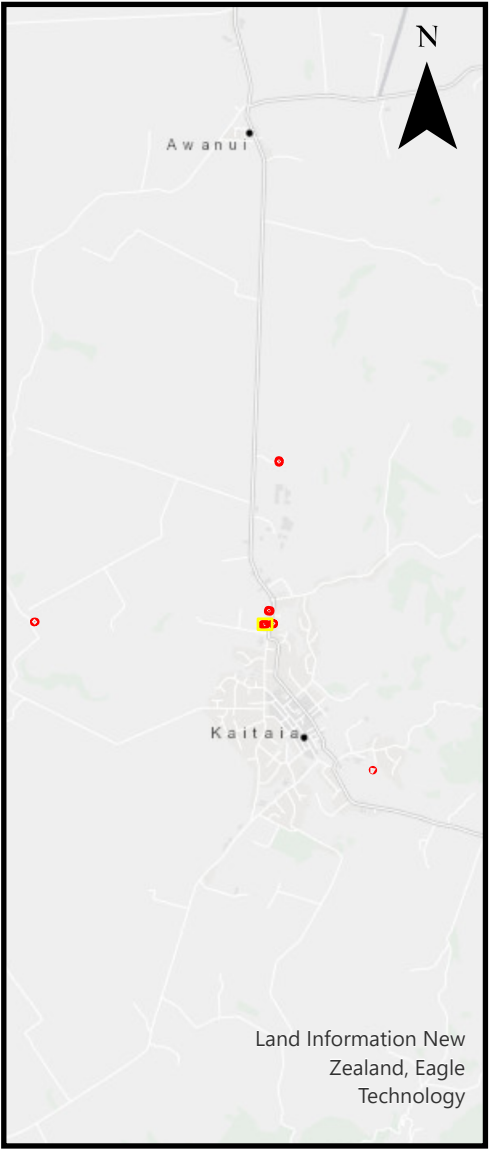 N
Awanui
Kaitaia
Land Information New
Zealand, Eagle
Technology